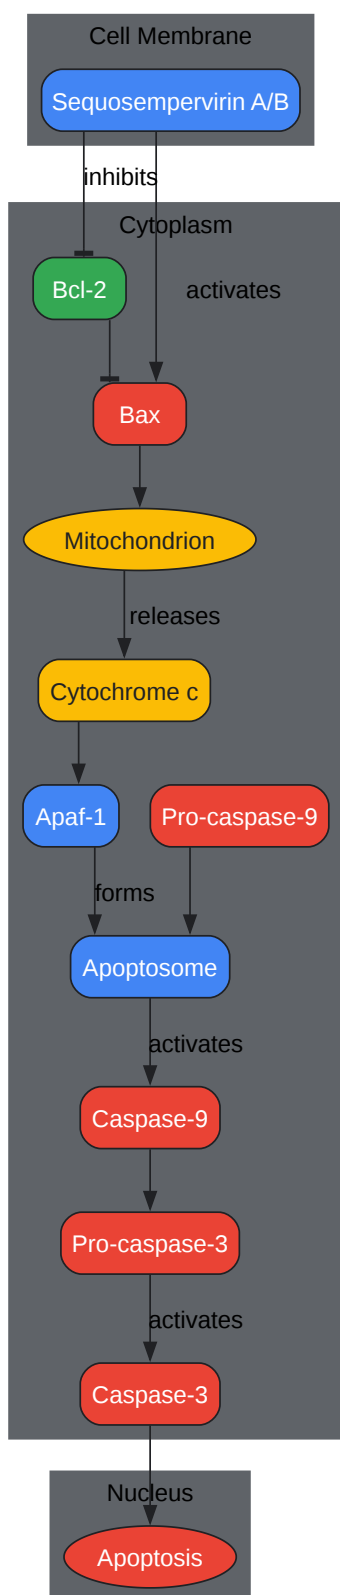 Cell Membrane
Sequosempervirin A/B
inhibits
Cytoplasm
Bcl-2
activates
Bax
Mitochondrion
releases
Cytochrome c
Apaf-1
Pro-caspase-9
forms
Apoptosome
activates
Caspase-9
Pro-caspase-3
activates
Caspase-3
Nucleus
Apoptosis